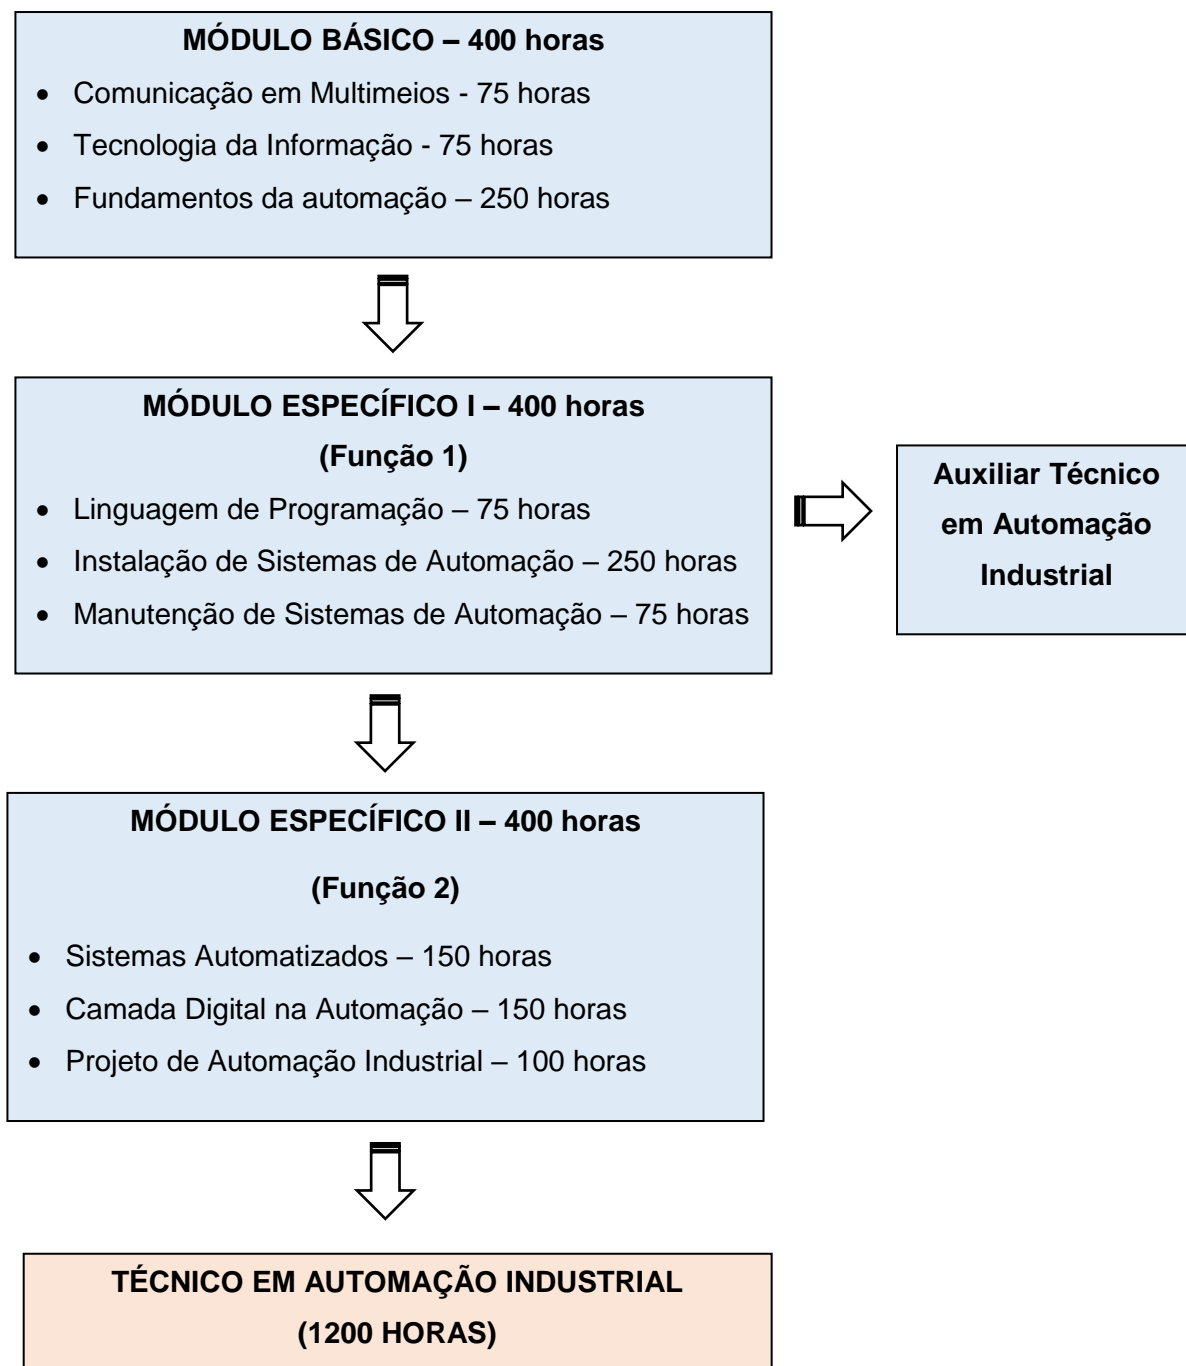 MÓDULO BÁSICO – 400 horas
• Comunicação em Multimeios - 75 horas
• Tecnologia da Informação - 75 horas
• Fundamentos da automação – 250 horas
MÓDULO ESPECÍFICO I – 400 horas
(Função 1)
• Linguagem de Programação – 75 horas
• Instalação de Sistemas de Automação – 250 horas
• Manutenção de Sistemas de Automação – 75 horas
Auxiliar Técnico
em Automação
Industrial
MÓDULO ESPECÍFICO II – 400 horas
(Função 2)
• Sistemas Automatizados – 150 horas
• Camada Digital na Automação – 150 horas
• Projeto de Automação Industrial – 100 horas
TÉCNICO EM AUTOMAÇÃO INDUSTRIAL
(1200 HORAS)